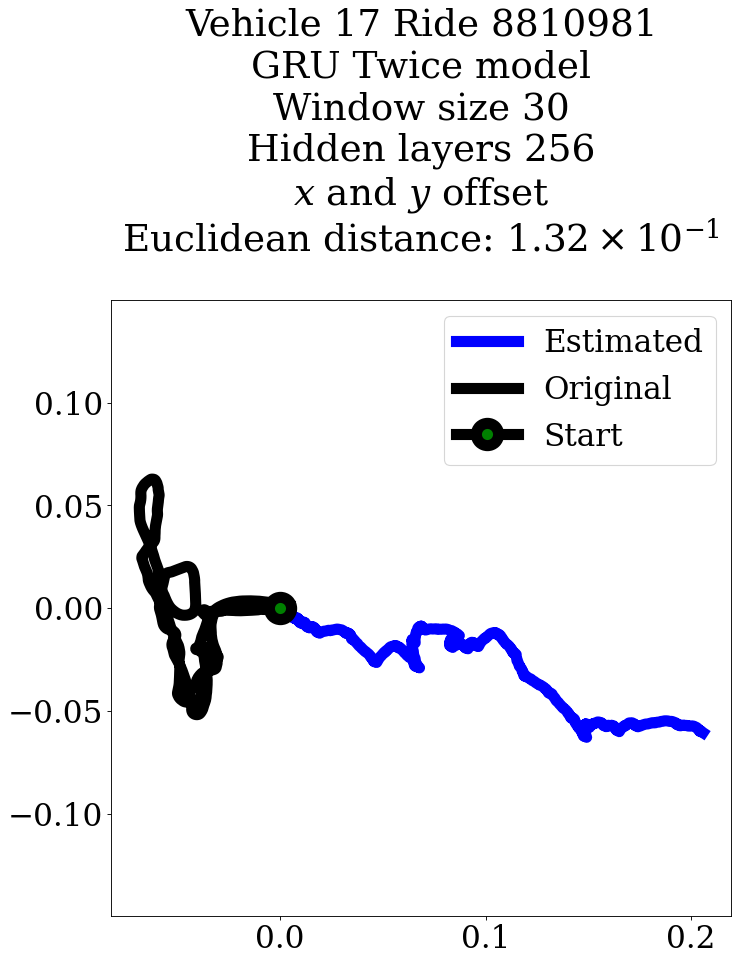 Vehicle 17 Ride 8810981
GRU Twice model
Window size 30
Hidden layers 256
x and y offset
Euclidean distance: 1.32 × 10⁻¹
Estimated
Original
Start
0.10
0.05
0.00
−0.05
−0.10
0.0 0.1 0.2